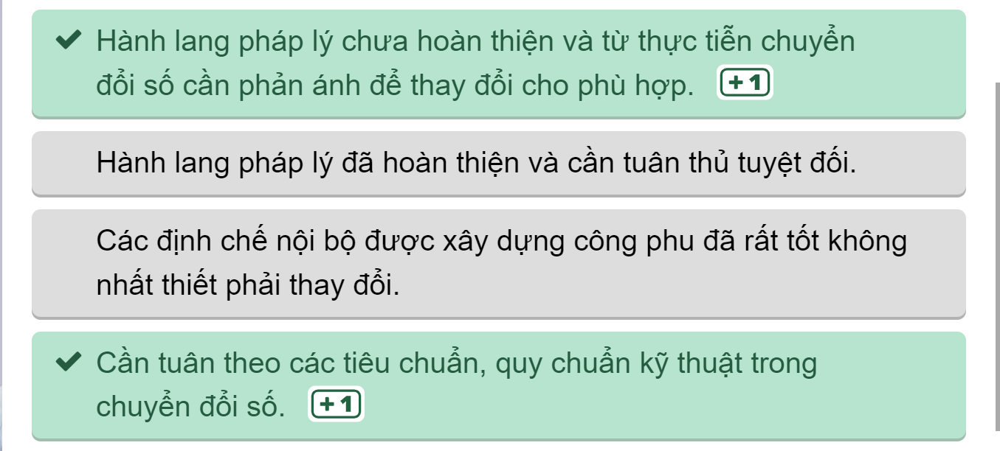 Hành lang pháp lý chưa hoàn thiện và từ thực tiễn chuyển
đổi số cần phản ánh để thay đổi cho phù hợp. +1
Hành lang pháp lý đã hoàn thiện và cần tuân thủ tuyệt đối.
Các định chế nội bộ được xây dựng công phu đã rất tốt không
nhất thiết phải thay đổi.
Cần tuân theo các tiêu chuẩn, quy chuẩn kỹ thuật trong
chuyển đổi số. +1